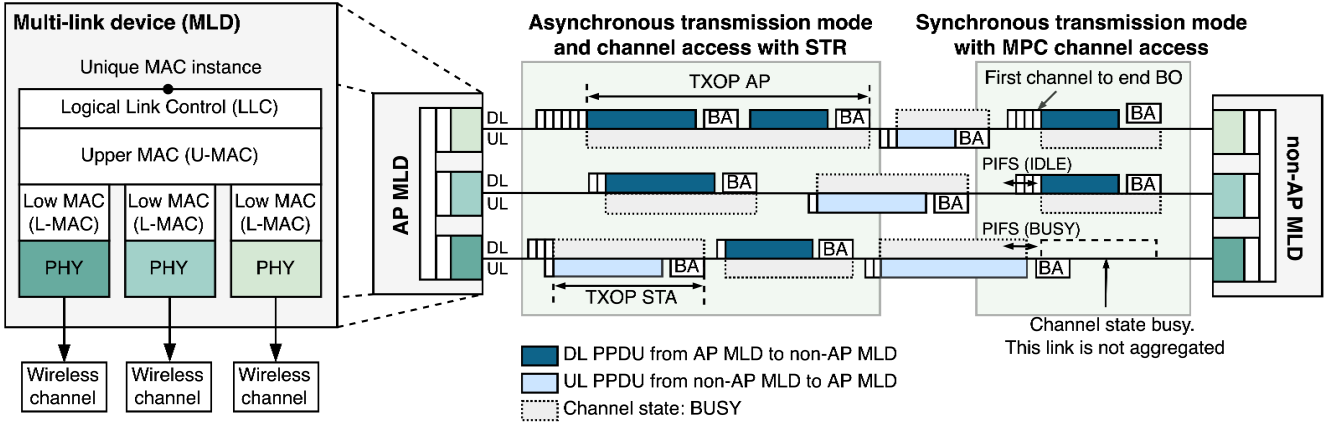 Multi-link device (MLD)
Unique MAC instance
Logical Link Control (LLC)
Upper MAC (U-MAC)
Low MAC
(L-MAC)
Low MAC
(L-MAC)
Low MAC
(L-MAC)
PHY
PHY
PHY
Wireless
channel
Wireless
channel
Wireless
channel
AP MLD
Asynchronous transmission mode
and channel access with STR
Synchronous transmission mode
with MPC channel access
TXOP AP
First channel to end BO
DL
UL
BA
BA
BA
BA
PIFS (IDLE)
DL
UL
BA
BA
BA
PIFS (BUSY)
DL
UL
BA
BA
BA
TXOP STA
non-AP MLD
Channel state busy.
This link is not aggregated
DL PPDU from AP MLD to non-AP MLD
UL PPDU from non-AP MLD to AP MLD
Channel state: BUSY